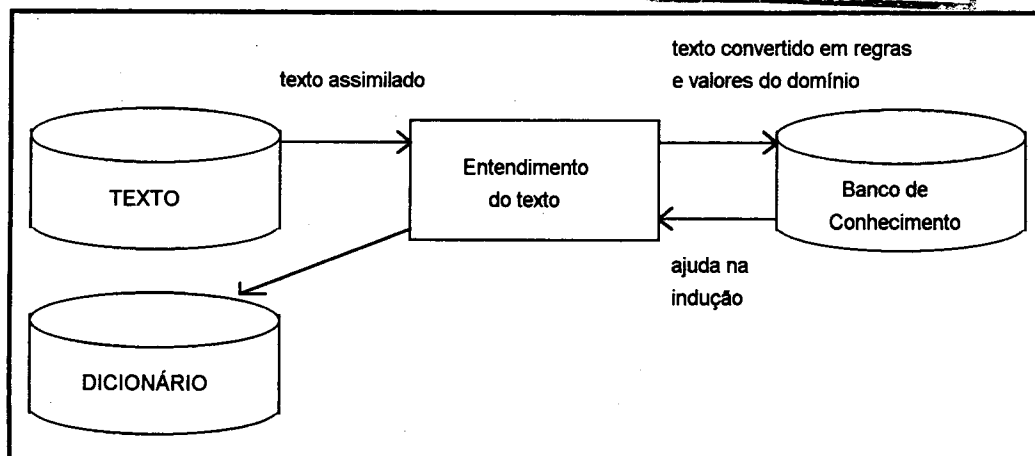 texto convertido em regras
e valores do domínio
texto assimilado
TEXTO
Entendimento
do texto
Banco de
Conhecimento
ajuda na
indução
DICIONÁRIO